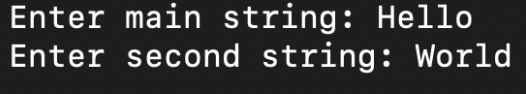 Enter main string: Hello
Enter second string: World